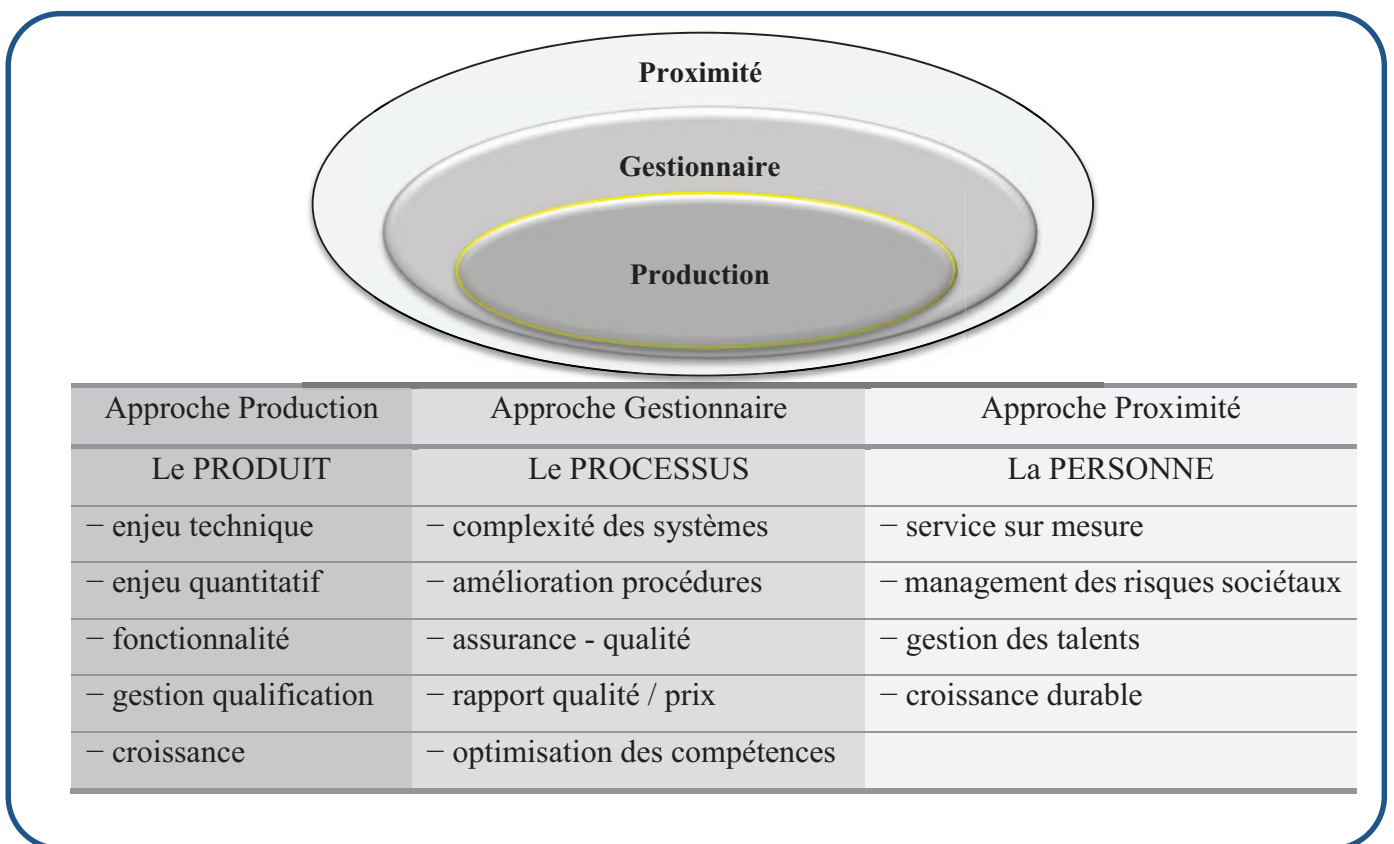 Proximité
Gestionnaire
Production
Approche Production Approche Gestionnaire Approche Proximité
Le PRODUIT Le PROCESSUS La PERSONNE
− enjeu technique − complexité des systèmes − service sur mesure
− enjeu quantitatif − amélioration procédures − management des risques sociétaux
− fonctionnalité − assurance - qualité − gestion des talents
− gestion qualification − rapport qualité / prix − croissance durable
− croissance − optimisation des compétences